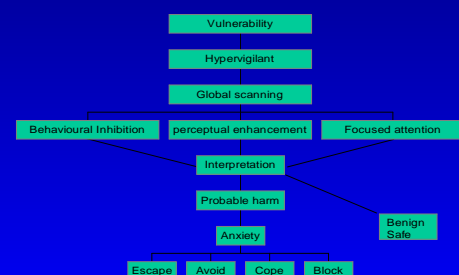 Vulnerability
Hypervigilant
Global scanning
Behavioural Inhibition
perceptual enhancement
Focused attention
Interpretation
Probable harm
Benign
Safe
Anxiety
Escape
Avoid
Cope
Block